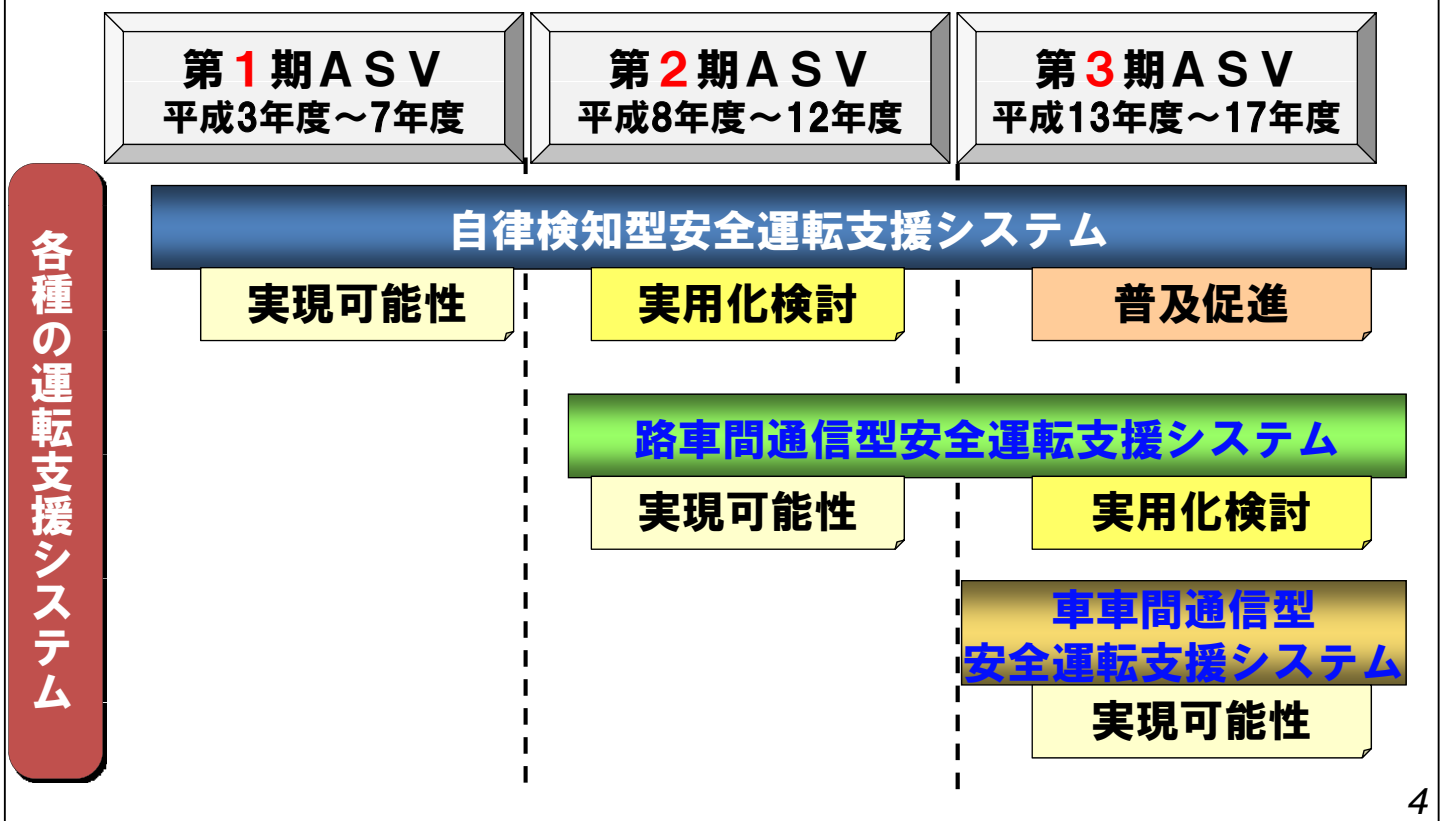 第1期ASV
平成3年度～7年度
第2期ASV
平成8年度～12年度
第3期ASV
平成13年度～17年度
各種の運転支援システム
自律検知型安全運転支援システム
実現可能性
実用化検討
普及促進
路車間通信型安全運転支援システム
実現可能性
実用化検討
車車間通信型
安全運転支援システム
実現可能性
4